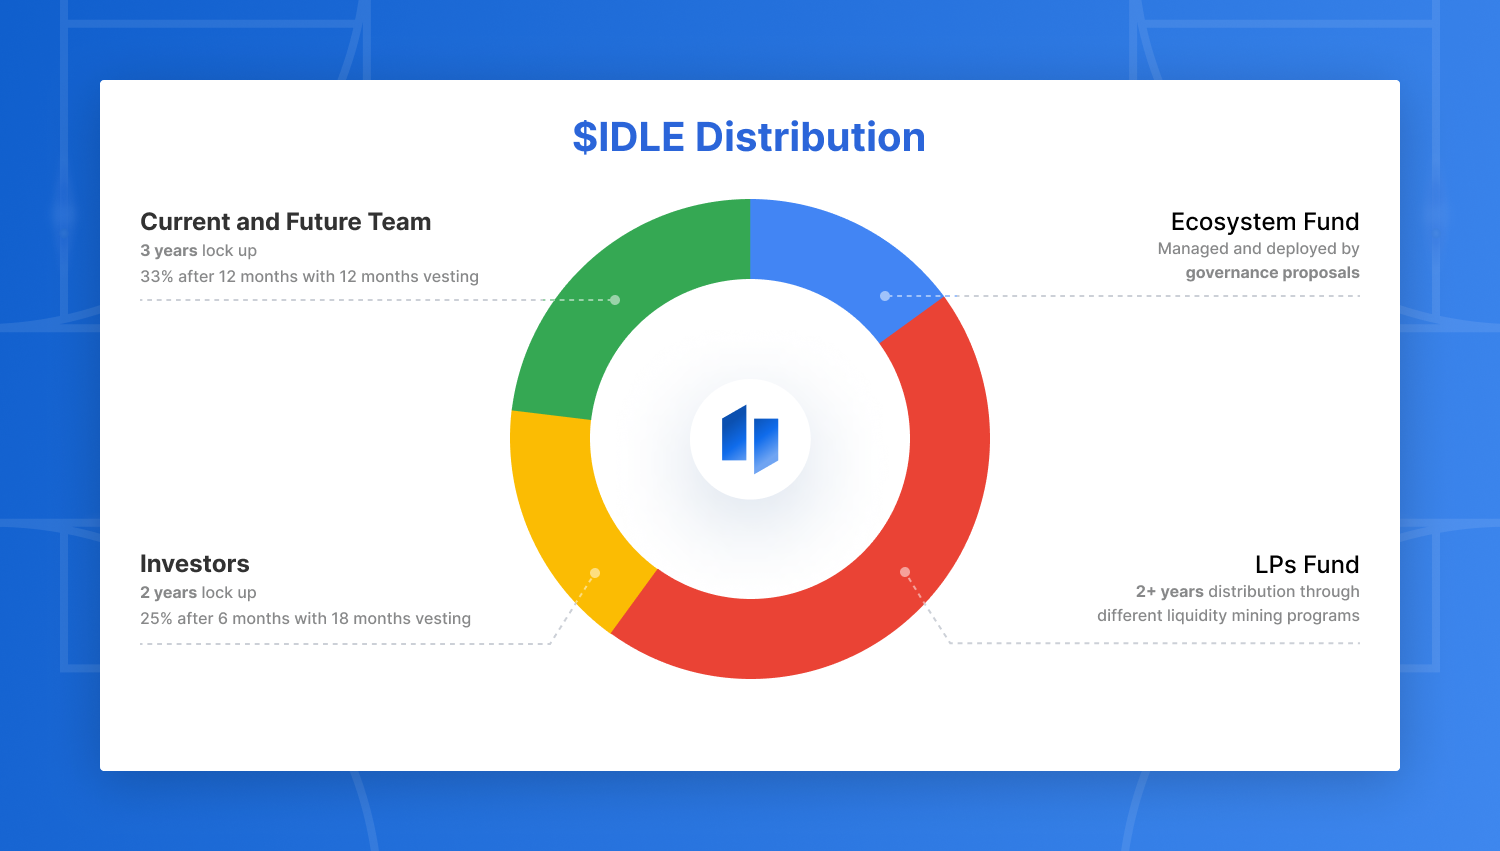 $IDLE Distribution
Current and Future Team
3 years lock up
33% after 12 months with 12 months vesting
Ecosystem Fund
Managed and deployed by
governance proposals
Investors
2 years lock up
25% after 6 months with 18 months vesting
LPs Fund
2+ years distribution through
different liquidity mining programs